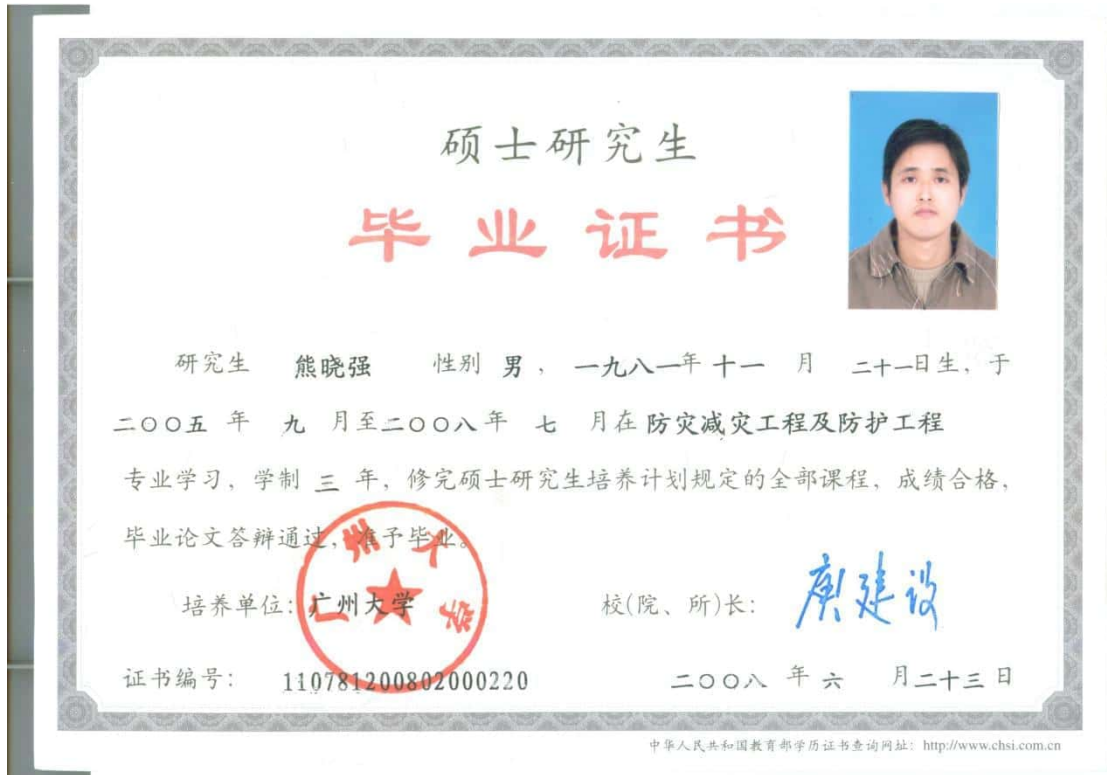 硕士研究生
毕业证书
研究生 熊晓强 性别 男，一九八一年十一月二十一日生，于
二〇〇五年九月至二〇〇八年七月在防灾减灾工程及防护工程
专业学习，学制三年，修完硕士研究生培养计划规定的全部课程，成绩合格，
毕业论文答辩通过，准予毕业。
广州大学
培养单位：广州大学 校(院、所)长：庾建设
证书编号：110781200802000220 二〇〇八年六月二十三日
中华人民共和国教育部学历证书查询网址：http://www.chsi.com.cn